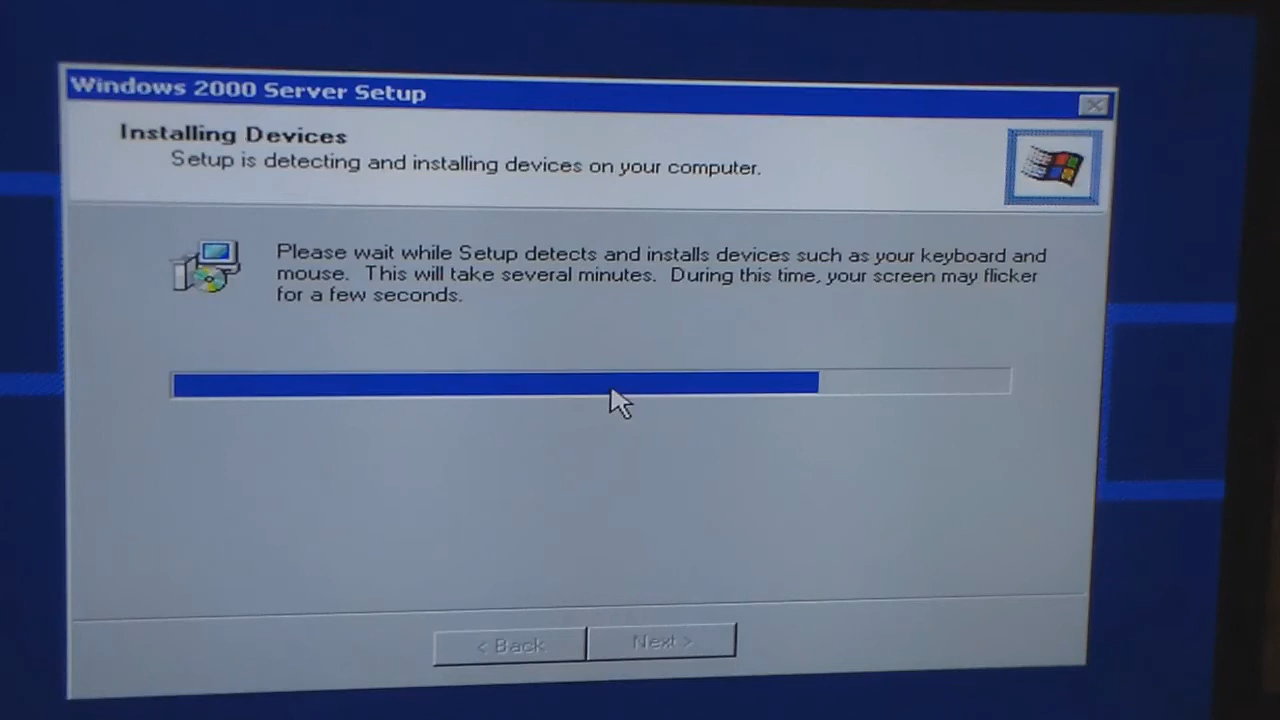 Windows 2000 Server Setup
Installing Devices
Setup is detecting and installing devices on your computer.
Please wait while Setup detects and installs devices such as your keyboard and
mouse. This will take several minutes. During this time, your screen may flicker
for a few seconds.
< Back
Next >